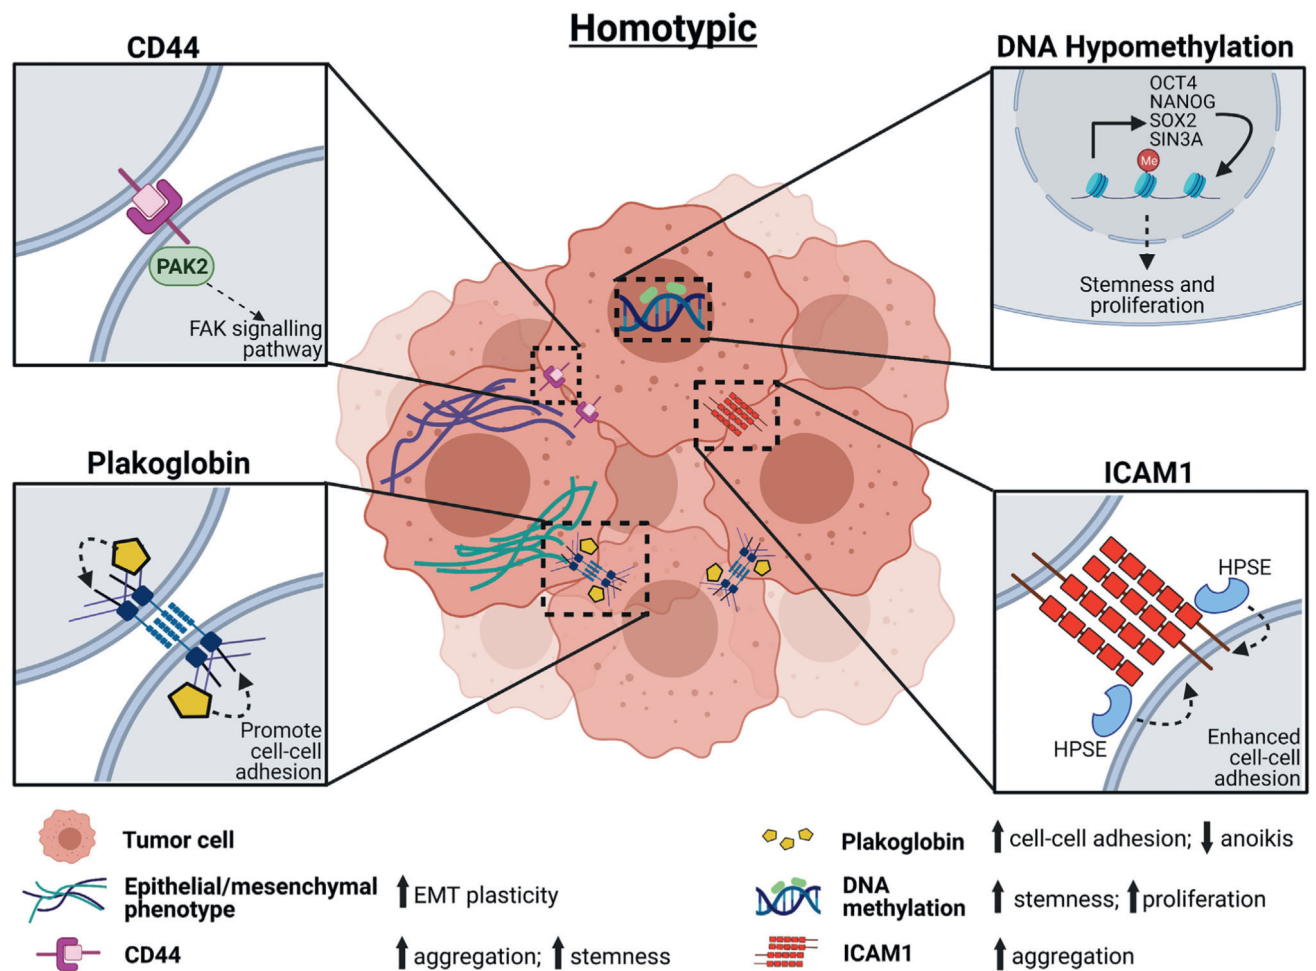 Homotypic
CD44
PAK2
FAK signalling
pathway
DNA Hypomethylation
OCT4
NANOG
SOX2
SIN3A
Me
Stemness and
proliferation
Plakoglobin
Promote
cell-cell
adhesion
ICAM1
HPSE
HPSE
Enhanced
cell-cell
adhesion
Tumor cell
Epithelial/mesenchymal
phenotype
EMT plasticity
CD44
aggregation; stemness
Plakoglobin
cell-cell adhesion; anoikis
DNA
methylation
stemness; proliferation
ICAM1
aggregation